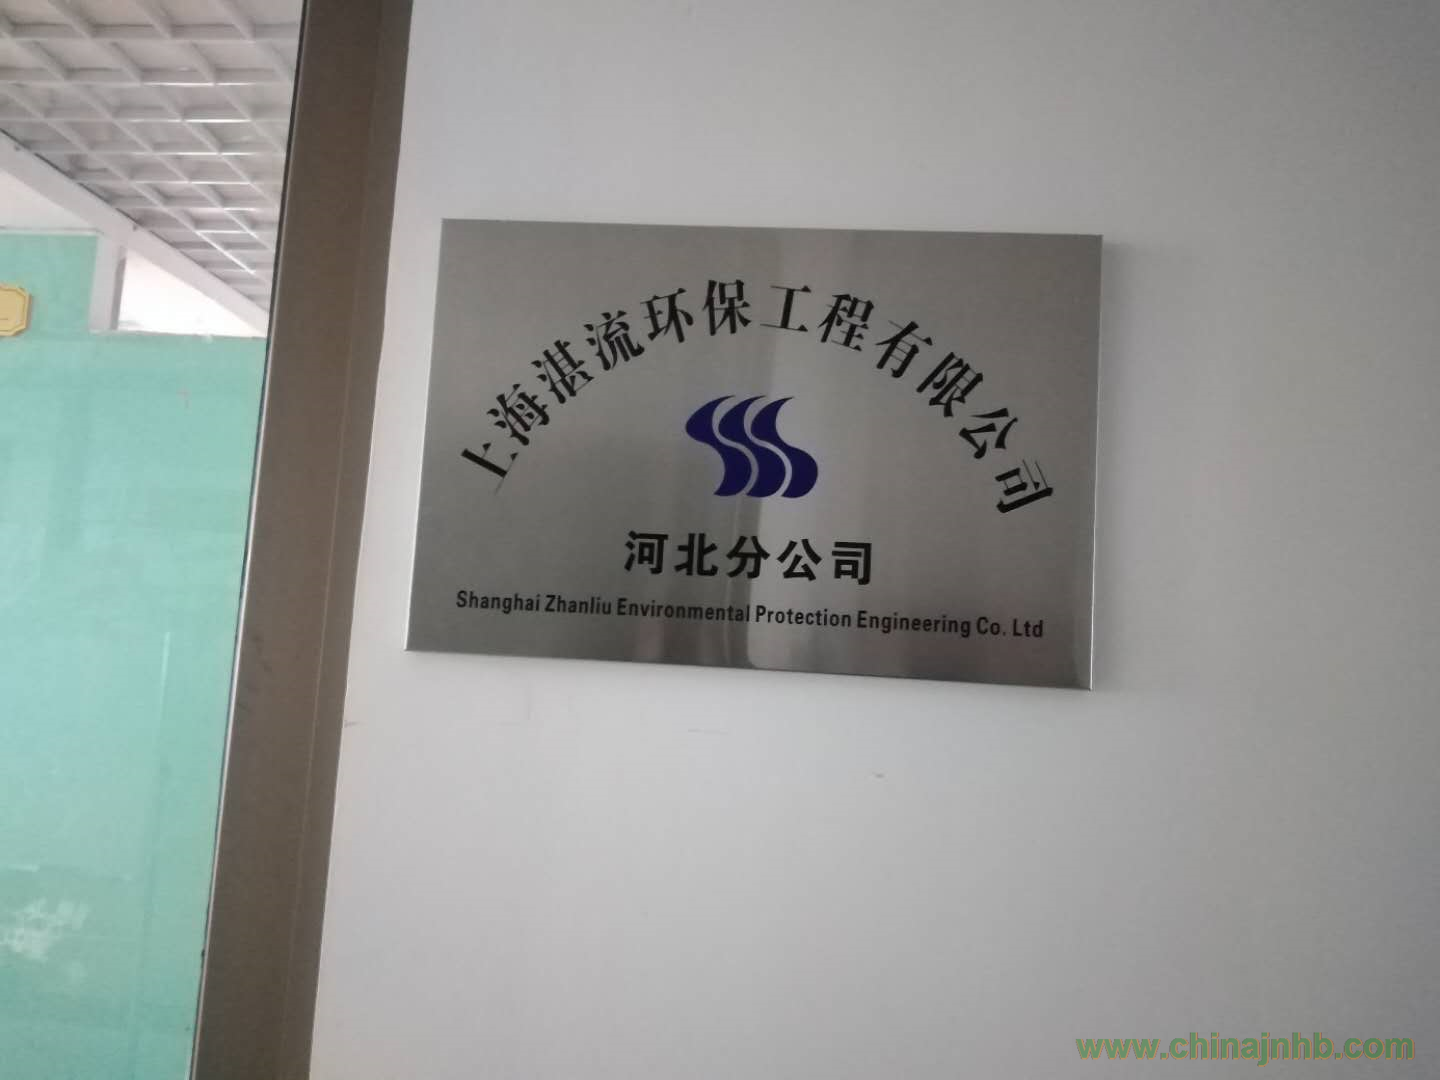 上海湛流环保工程有限公司
河北分公司
Shanghai Zhanliu Environmental Protection Engineering Co. Ltd
www.chinajnhb.com